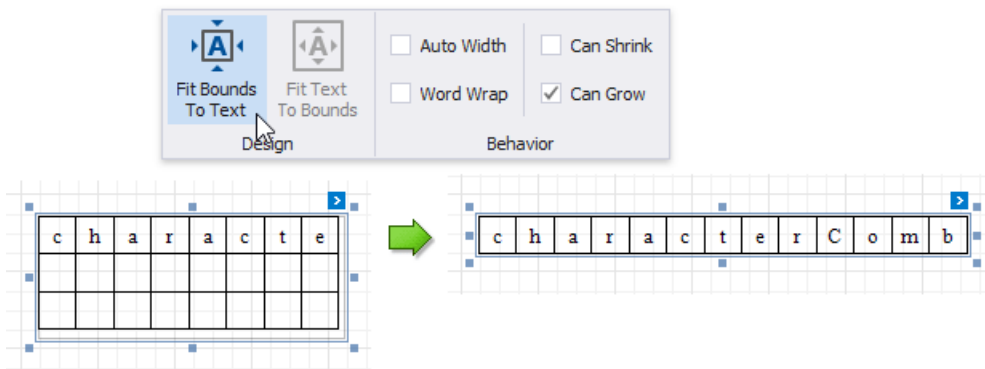 A A
Fit Bounds To Text
Fit Text To Bounds
Auto Width
Word Wrap
Can Shrink
Can Grow
Design
Behavior
c h a r a c t e
c h a r a c t e r C o m b